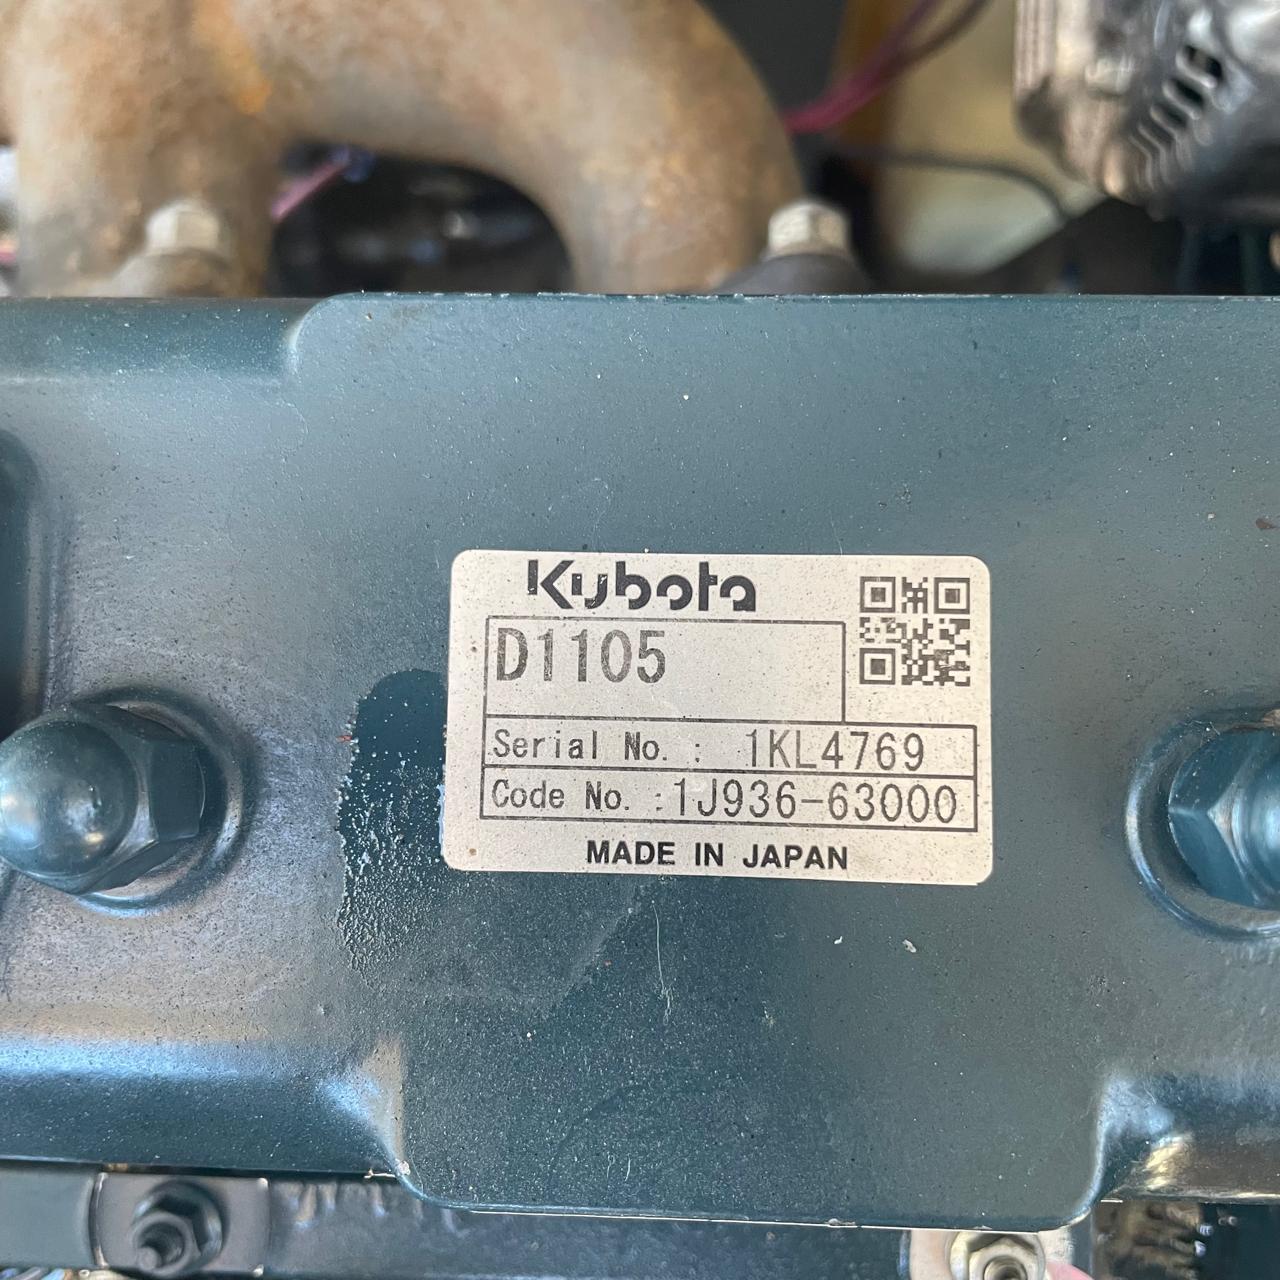 Kubota
D1105
Serial No. : 1KL4769
Code No. :1J936-63000
MADE IN JAPAN